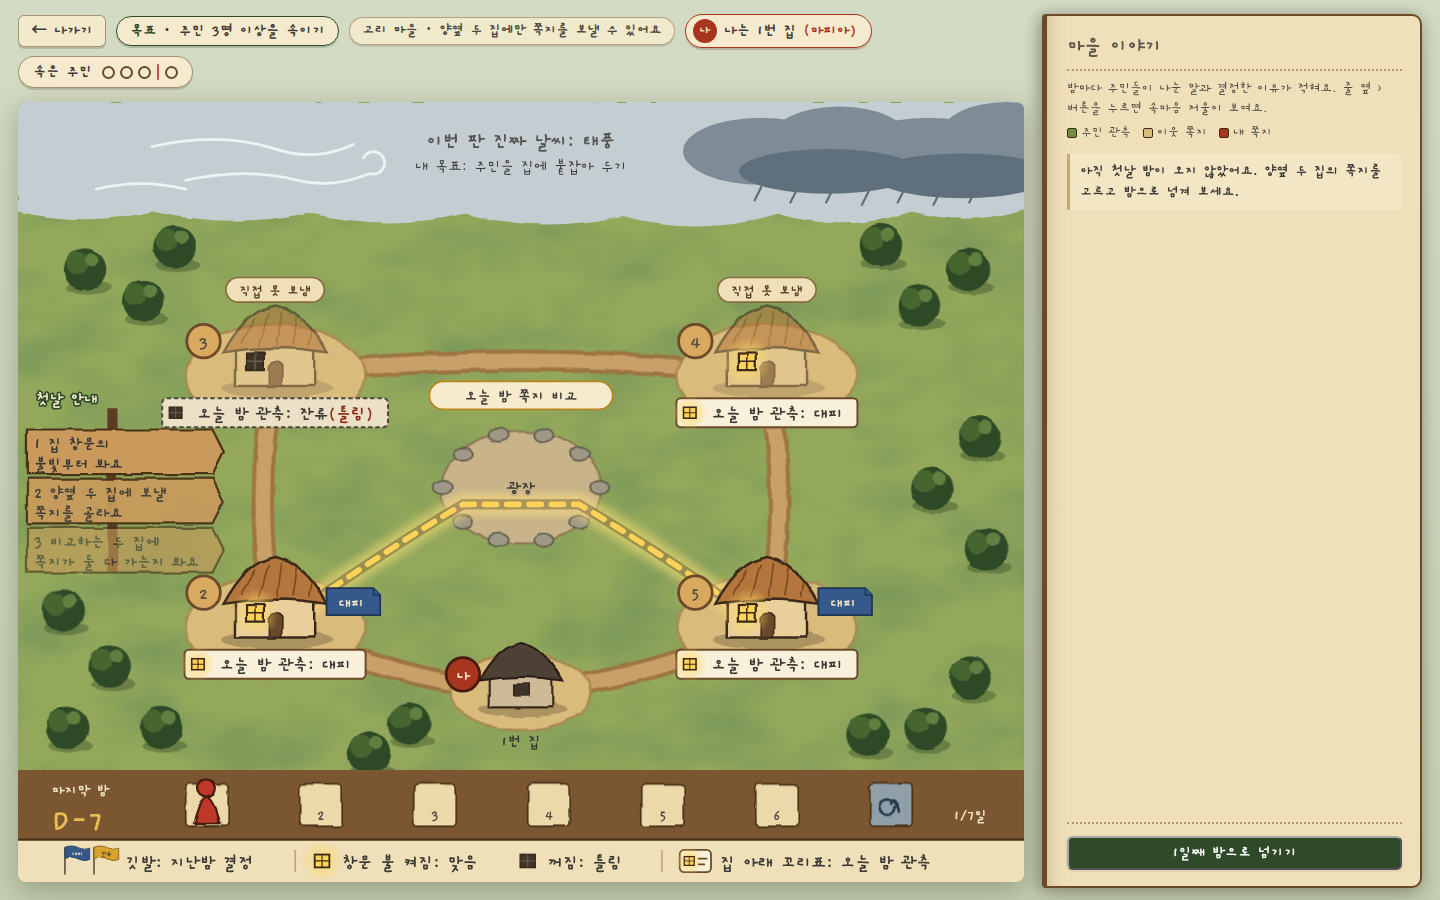 ← 나가기
목표 · 주민 3명 이상을 속이기
고리 마을 · 양옆 두 집에만 쪽지를 보낼 수 있어요
나 나는 1번 집 (마피아)
속은 주민
이번 판 진짜 날씨: 태풍
내 목표: 주민을 집에 붙잡아 두기
직접 못 보냄
직접 못 보냄
3
4
오늘 밤 관측: 잔류(틀림)
오늘 밤 쪽지 비교
오늘 밤 관측: 대피
첫날 안내
1 집 창문의
불빛부터 봐요
2 양옆 두 집에 보낼
쪽지를 골라요
3 비교하는 두 집에
쪽지가 둘 다 가는지 봐요
광장
2
대피
5
대피
오늘 밤 관측: 대피
오늘 밤 관측: 대피
나
1번 집
마지막 밤
D-7
2
3
4
5
6
1/7일
대피
깃발: 지난밤 결정
창문 불 켜짐: 맞음
꺼짐: 틀림
집 아래 꼬리표: 오늘 밤 관측
마을 이야기
밤마다 주민들이 나눈 말과 결정한 이유가 적혀요. 줄 옆 >
버튼을 누르면 속마음 저울이 보여요.
주민 관측
이웃 쪽지
내 쪽지
아직 첫날 밤이 오지 않았어요. 양옆 두 집의 쪽지를
고르고 밤으로 넘겨 보세요.
1일째 밤으로 넘기기